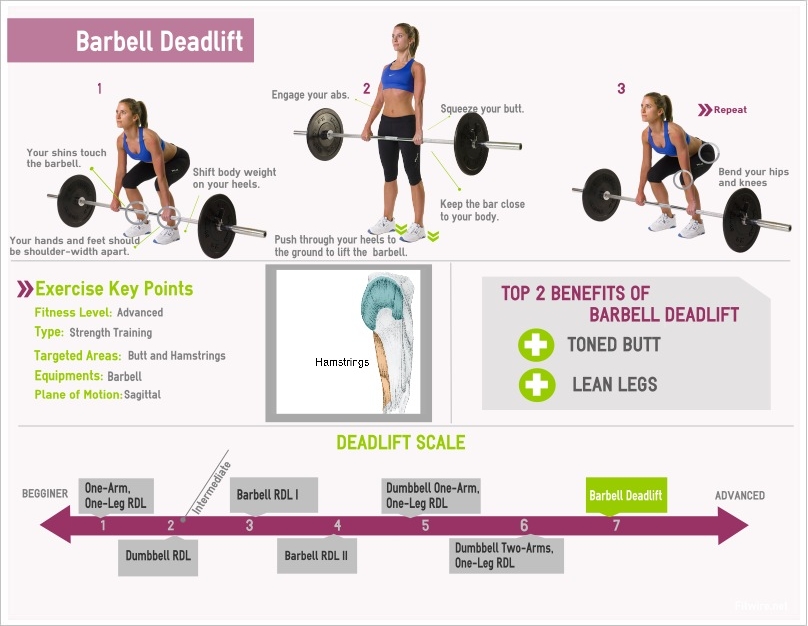 Barbell Deadlift
1
Your shins touch
the barbell.
Shift body weight
on your heels.
Your hands and feet should
be shoulder-width apart.
2
Engage your abs.
Squeeze your butt.
Keep the bar close
to your body.
Push through your heels to
the ground to lift the barbell.
3
Repeat
Bend your hips
and knees
Exercise Key Points
Fitness Level: Advanced
Type: Strength Training
Targeted Areas: Butt and Hamstrings
Equipments: Barbell
Plane of Motion: Sagittal
Hamstrings
TOP 2 BENEFITS OF
BARBELL DEADLIFT
TONED BUTT
LEAN LEGS
DEADLIFT SCALE
BEGGINER
One-Arm,
One-Leg RDL
Intermediate
Barbell RDL I
Dumbbell One-Arm,
One-Leg RDL
Barbell Deadlift
ADVANCED
1 2 3 4 5 6 7
Dumbbell RDL
Barbell RDL II
Dumbbell Two-Arms,
One-Leg RDL